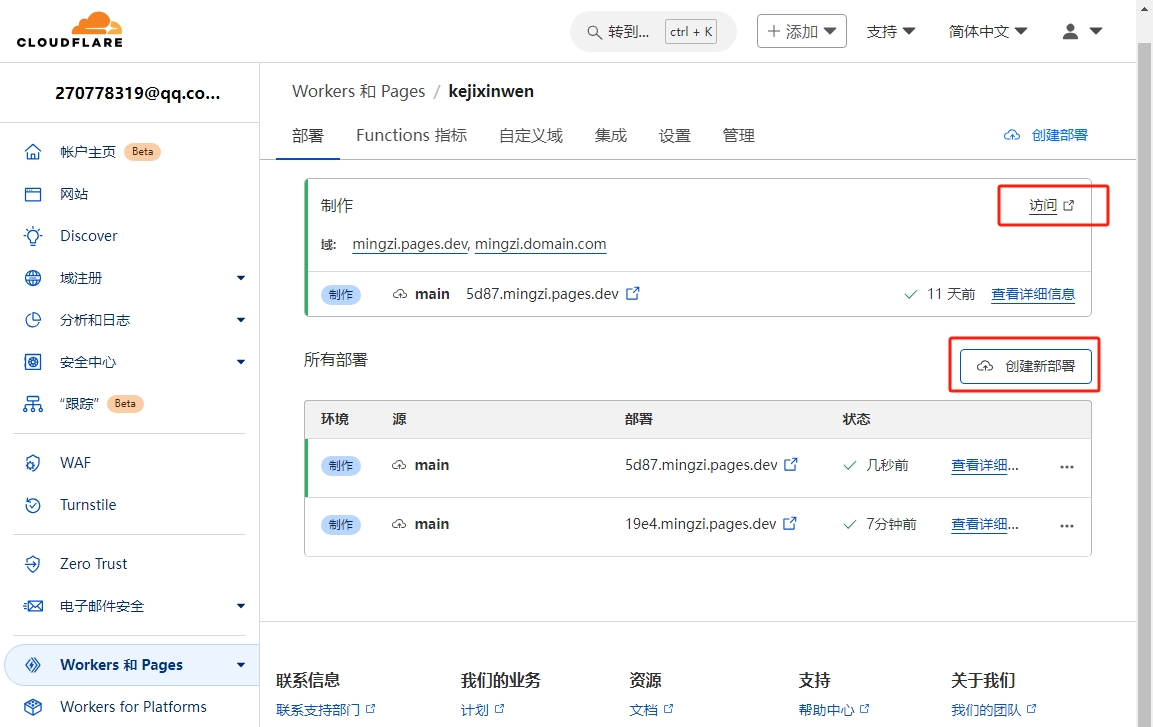 CLOUDFLARE
转到... ctrl + K
添加
支持
简体中文
270778319@qq.co...
帐户主页 Beta
网站
Discover
域注册
分析和日志
安全中心
“跟踪” Beta
WAF
Turnstile
Zero Trust
电子邮件安全
Workers 和 Pages
Workers for Platforms
Workers 和 Pages / kejixinwen
部署 Functions 指标 自定义域 集成 设置 管理 创建部署
制作 访问
域: mingzi.pages.dev, mingzi.domain.com
制作 main 5d87.mingzi.pages.dev 11 天前 查看详细信息
所有部署 创建新部署
环境 源 部署 状态
制作 main 5d87.mingzi.pages.dev 几秒前 查看详细... ...
制作 main 19e4.mingzi.pages.dev 7分钟前 查看详细... ...
联系信息 我们的业务 资源 支持 关于我们
联系支持部门 计划 文档 帮助中心 我们的团队